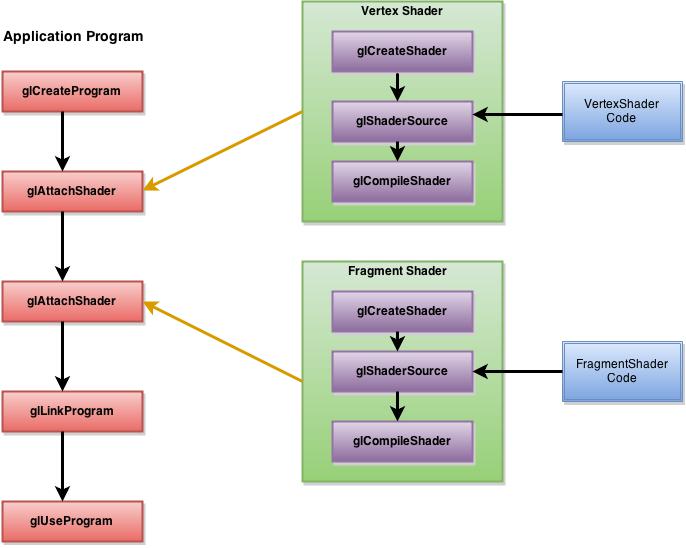 Application Program
glCreateProgram
glAttachShader
glAttachShader
glLinkProgram
glUseProgram
Vertex Shader
glCreateShader
glShaderSource
glCompileShader
VertexShader
Code
Fragment Shader
glCreateShader
glShaderSource
glCompileShader
FragmentShader
Code